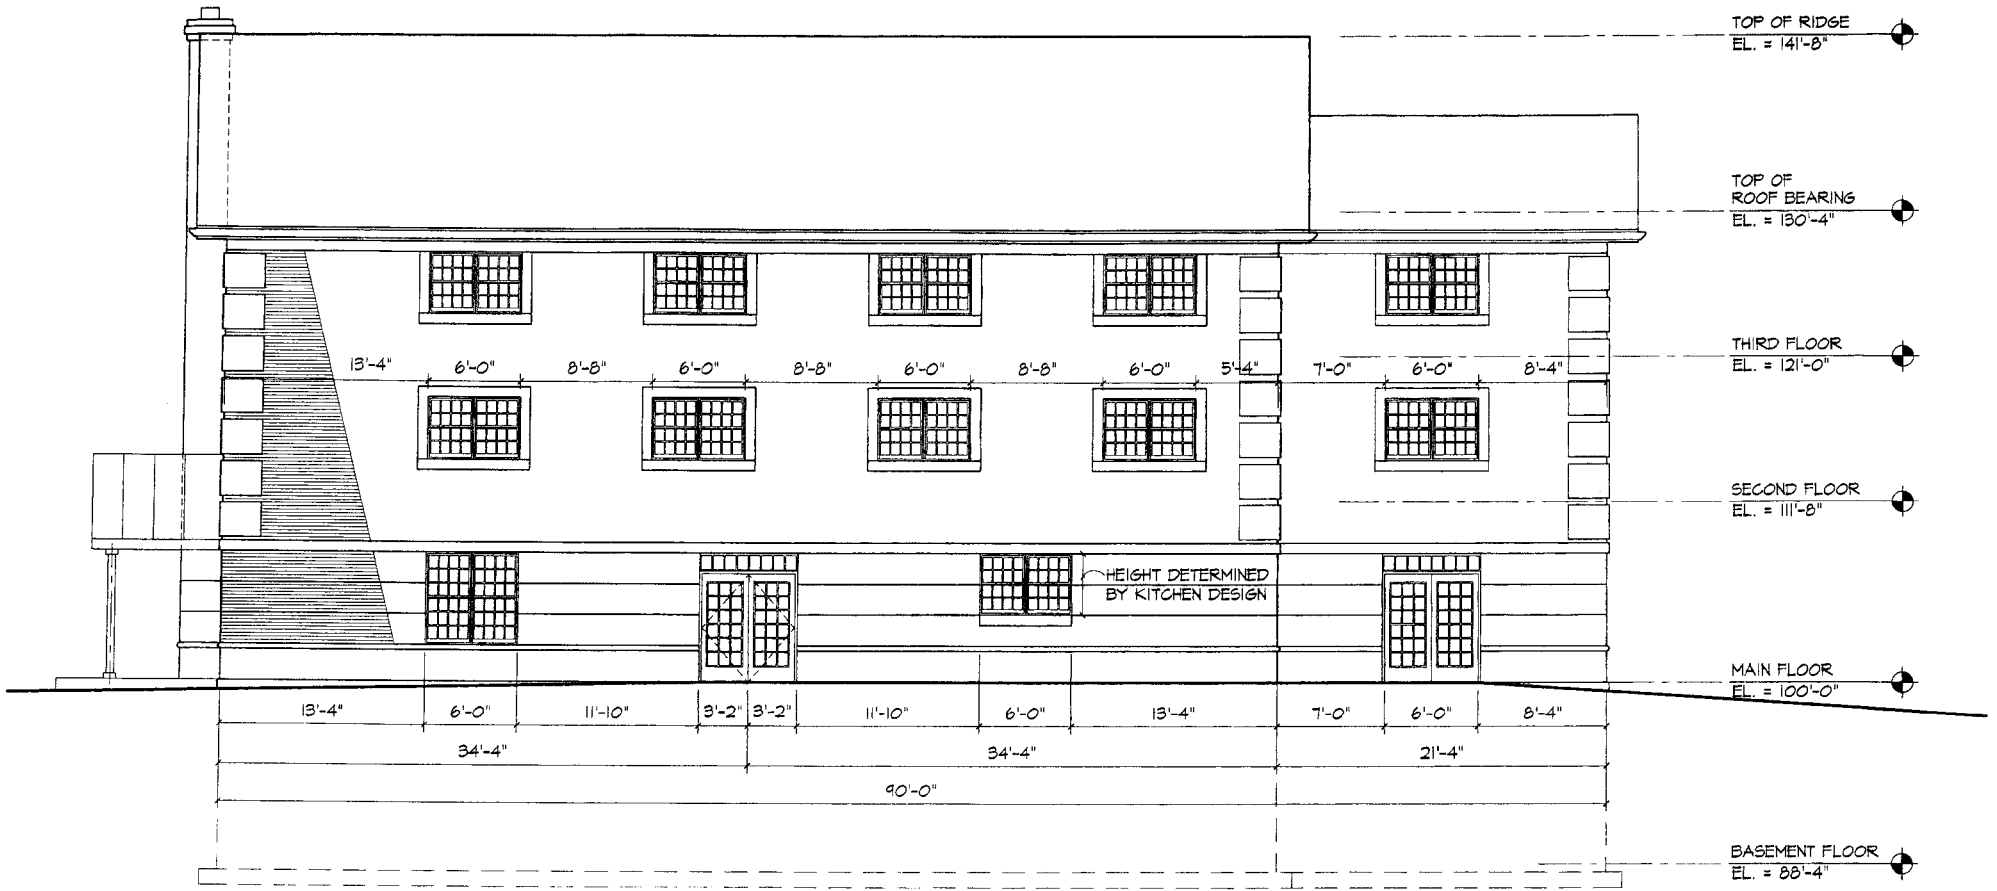 TOP OF RIDGE
EL. = 141'-8"
TOP OF
ROOF BEARING
EL. = 130'-4"
THIRD FLOOR
EL. = 121'-0"
13'-4" 6'-0" 8'-8" 6'-0" 8'-8" 6'-0" 8'-8" 6'-0" 5'-4" 7'-0" 6'-0" 8'-4"
SECOND FLOOR
EL. = 111'-8"
HEIGHT DETERMINED
BY KITCHEN DESIGN
MAIN FLOOR
EL. = 100'-0"
13'-4" 6'-0" 11'-10" 3'-2" 3'-2" 11'-10" 6'-0" 13'-4" 7'-0" 6'-0" 8'-4"
34'-4" 34'-4" 21'-4"
90'-0"
BASEMENT FLOOR
EL. = 88'-4"